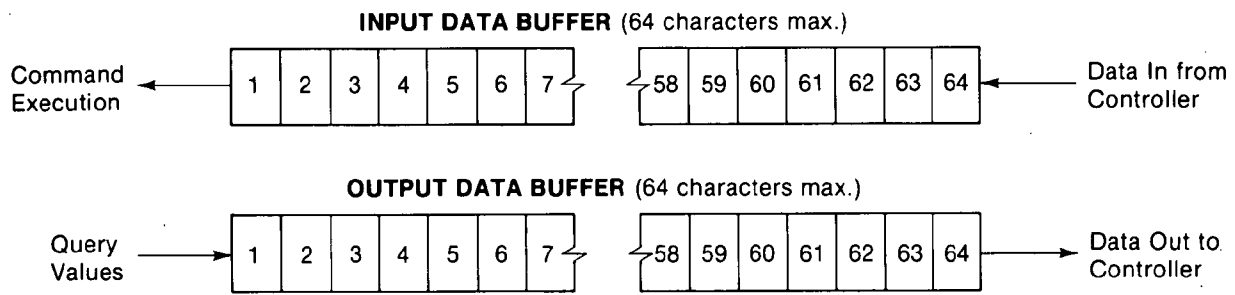 INPUT DATA BUFFER (64 characters max.)
Command
Execution
1 2 3 4 5 6 7 58 59 60 61 62 63 64
Data In from
Controller
OUTPUT DATA BUFFER (64 characters max.)
Query
Values
1 2 3 4 5 6 7 58 59 60 61 62 63 64
Data Out to
Controller